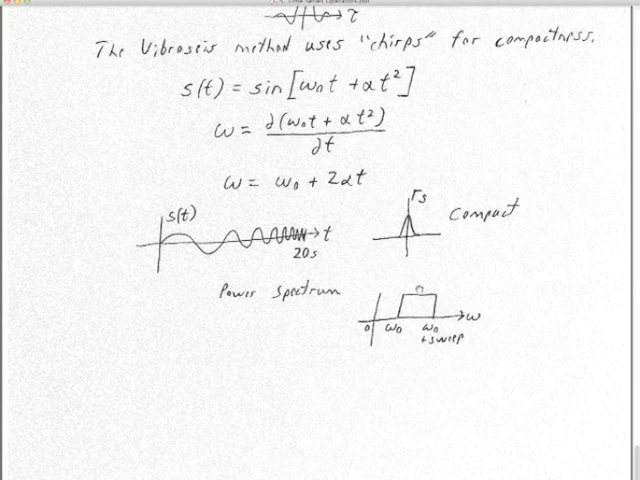 τ
The Vibroseis method uses "chirps" for compactness.
s(t) = sin[ω₀t + αt²]
ω = ∂(ω₀t + αt²)
∂t
ω = ω₀ + 2αt
s(t)
t
20s
rs
Compact
Power Spectrum
0 ω₀ ω₀ ω
+sweep